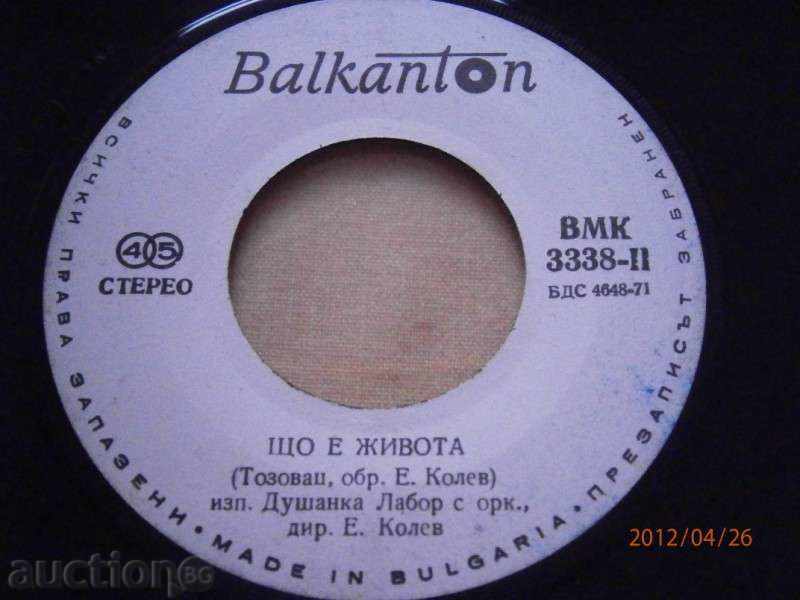 Balkanton
ВСИЧКИ ПРАВА ЗАПАЗЕНИ • MADE IN BULGARIA • ПРЕЗАПИСЪТ ЗАБРАНЕН
45
СТЕРЕО
ВМК
3338-II
БДС 4648-71
ЩО Е ЖИВОТА
(Тозовац, обр. Е. Колев)
изп. Душанка Лабор с орк.,
дир. Е. Колев
2012/04/26
auction.BG